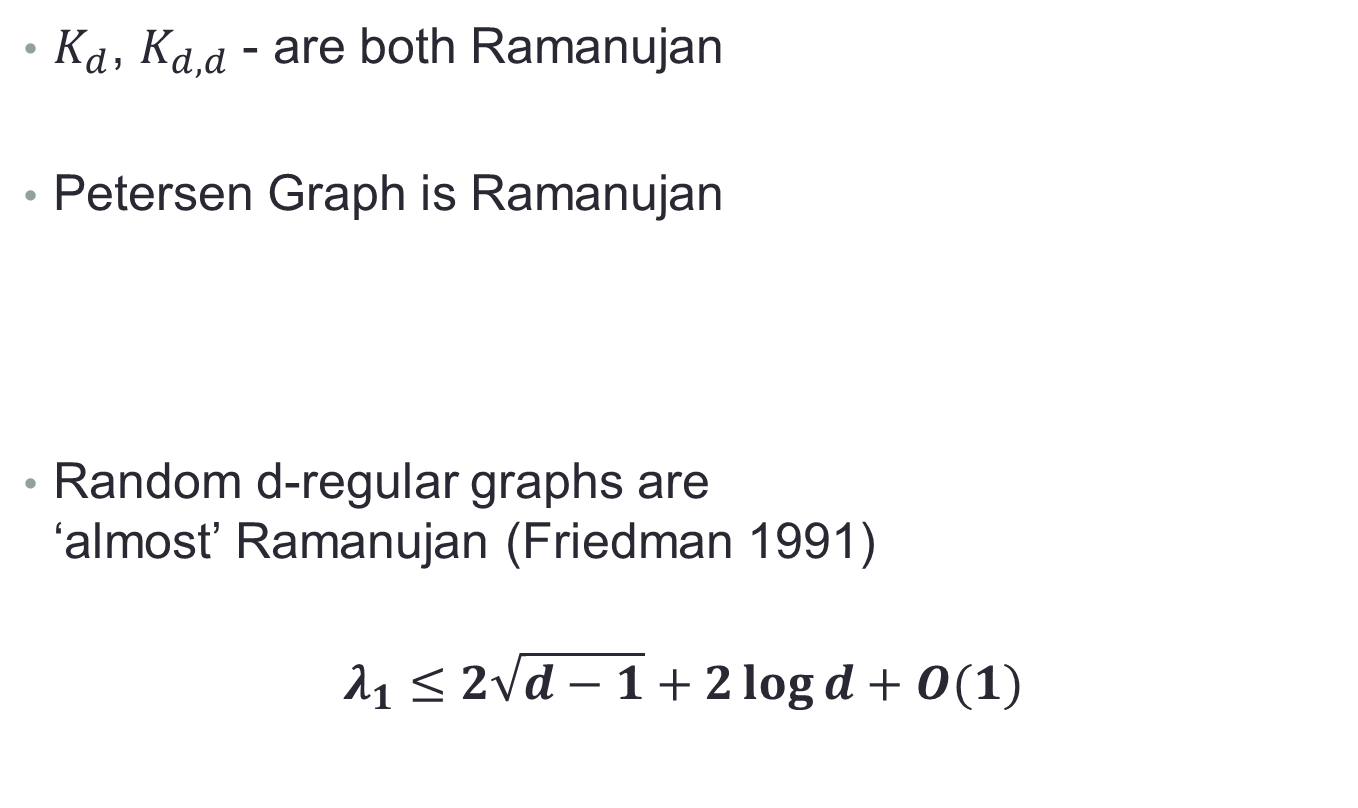 • K_d, K_{d,d} - are both Ramanujan
• Petersen Graph is Ramanujan
• Random d-regular graphs are
‘almost’ Ramanujan (Friedman 1991)
λ₁ ≤ 2√(d − 1) + 2 log d + O(1)